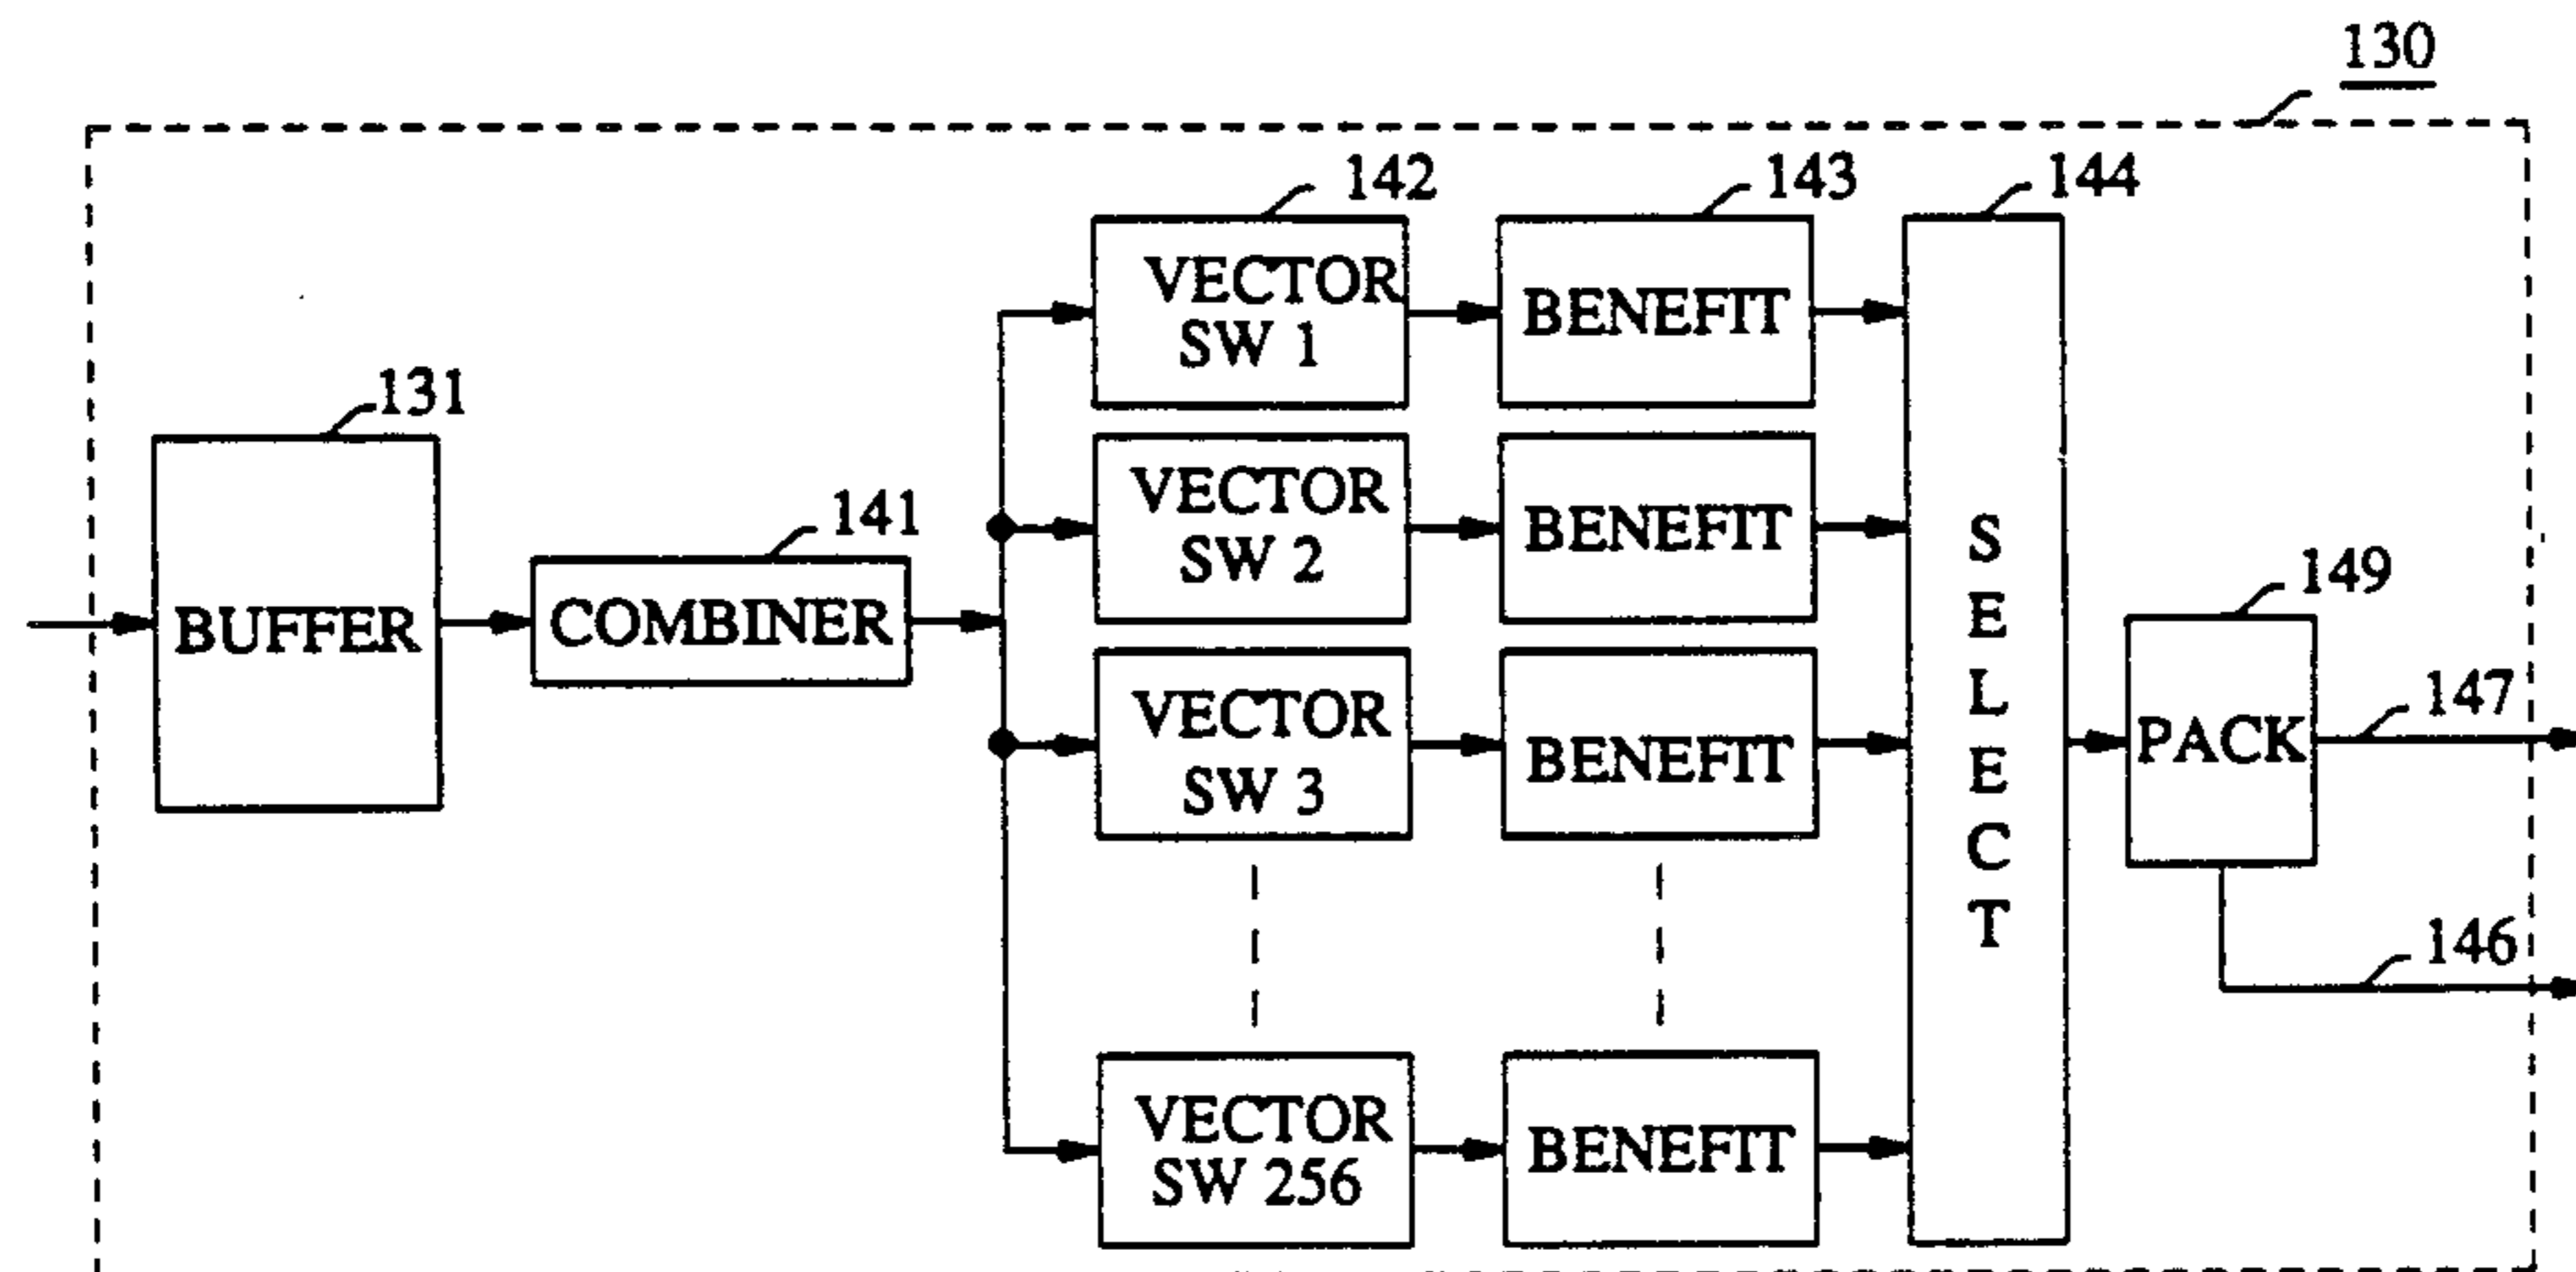 130
142
143
144
VECTOR
SW 1
BENEFIT
131
BUFFER
141
COMBINER
VECTOR
SW 2
BENEFIT
VECTOR
SW 3
BENEFIT
VECTOR
SW 256
BENEFIT
SELECT
149
PACK
147
146